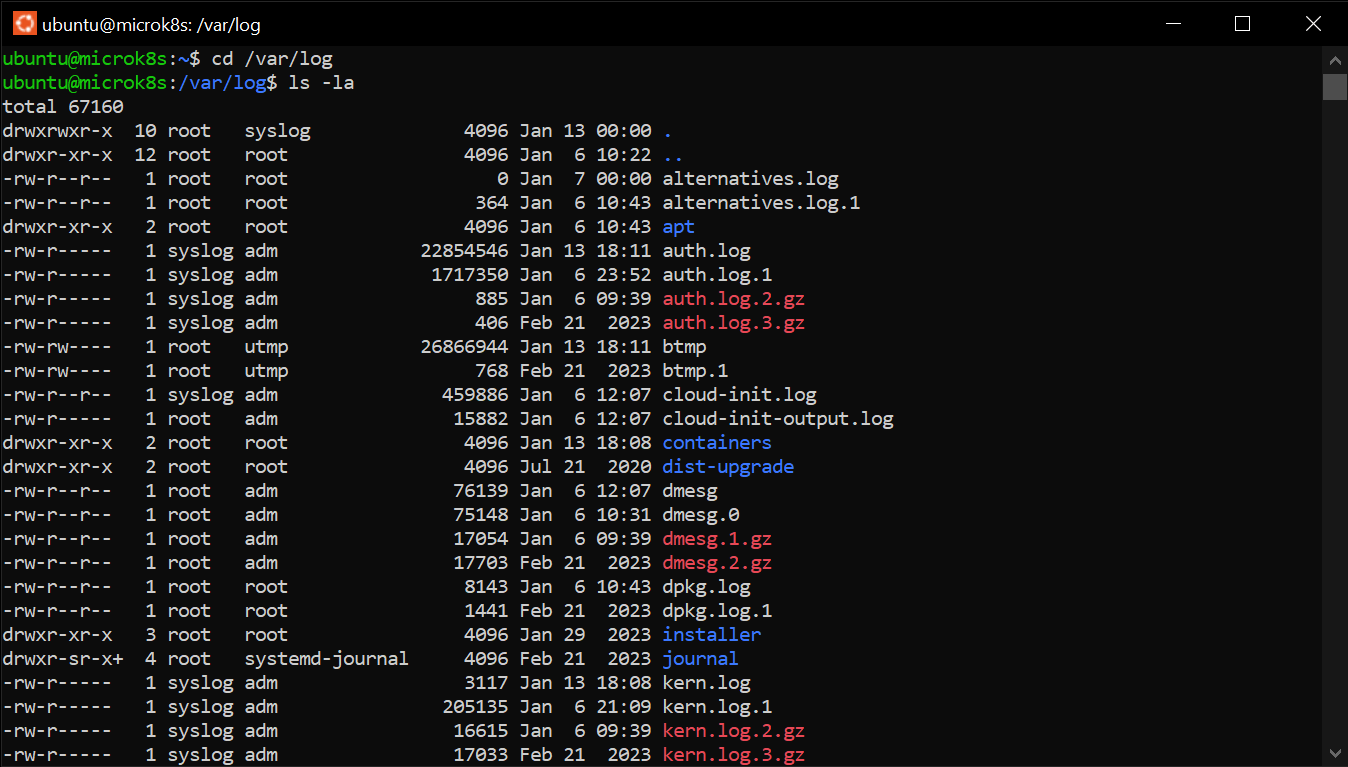 ubuntu@microk8s: /var/log
ubuntu@microk8s:~$ cd /var/log
ubuntu@microk8s:/var/log$ ls -la
total 67160
drwxrwxr-x  10 root   syslog              4096 Jan 13 00:00 .
drwxr-xr-x  12 root   root                4096 Jan  6 10:22 ..
-rw-r--r--   1 root   root                   0 Jan  7 00:00 alternatives.log
-rw-r--r--   1 root   root                 364 Jan  6 10:43 alternatives.log.1
drwxr-xr-x   2 root   root                4096 Jan  6 10:43 apt
-rw-r-----   1 syslog adm             22854546 Jan 13 18:11 auth.log
-rw-r-----   1 syslog adm              1717350 Jan  6 23:52 auth.log.1
-rw-r-----   1 syslog adm                  885 Jan  6 09:39 auth.log.2.gz
-rw-r-----   1 syslog adm                  406 Feb 21  2023 auth.log.3.gz
-rw-rw----   1 root   utmp            26866944 Jan 13 18:11 btmp
-rw-rw----   1 root   utmp                 768 Feb 21  2023 btmp.1
-rw-r--r--   1 syslog adm               459886 Jan  6 12:07 cloud-init.log
-rw-r-----   1 root   adm                15882 Jan  6 12:07 cloud-init-output.log
drwxr-xr-x   2 root   root                4096 Jan 13 18:08 containers
drwxr-xr-x   2 root   root                4096 Jul 21  2020 dist-upgrade
-rw-r--r--   1 root   adm                76139 Jan  6 12:07 dmesg
-rw-r--r--   1 root   adm                75148 Jan  6 10:31 dmesg.0
-rw-r--r--   1 root   adm                17054 Jan  6 09:39 dmesg.1.gz
-rw-r--r--   1 root   adm                17703 Feb 21  2023 dmesg.2.gz
-rw-r--r--   1 root   root                8143 Jan  6 10:43 dpkg.log
-rw-r--r--   1 root   root                1441 Feb 21  2023 dpkg.log.1
drwxr-xr-x   3 root   root                4096 Jan 29  2023 installer
drwxr-sr-x+  4 root   systemd-journal     4096 Feb 21  2023 journal
-rw-r-----   1 syslog adm                 3117 Jan 13 18:08 kern.log
-rw-r-----   1 syslog adm               205135 Jan  6 21:09 kern.log.1
-rw-r-----   1 syslog adm                16615 Jan  6 09:39 kern.log.2.gz
-rw-r-----   1 syslog adm                17033 Feb 21  2023 kern.log.3.gz